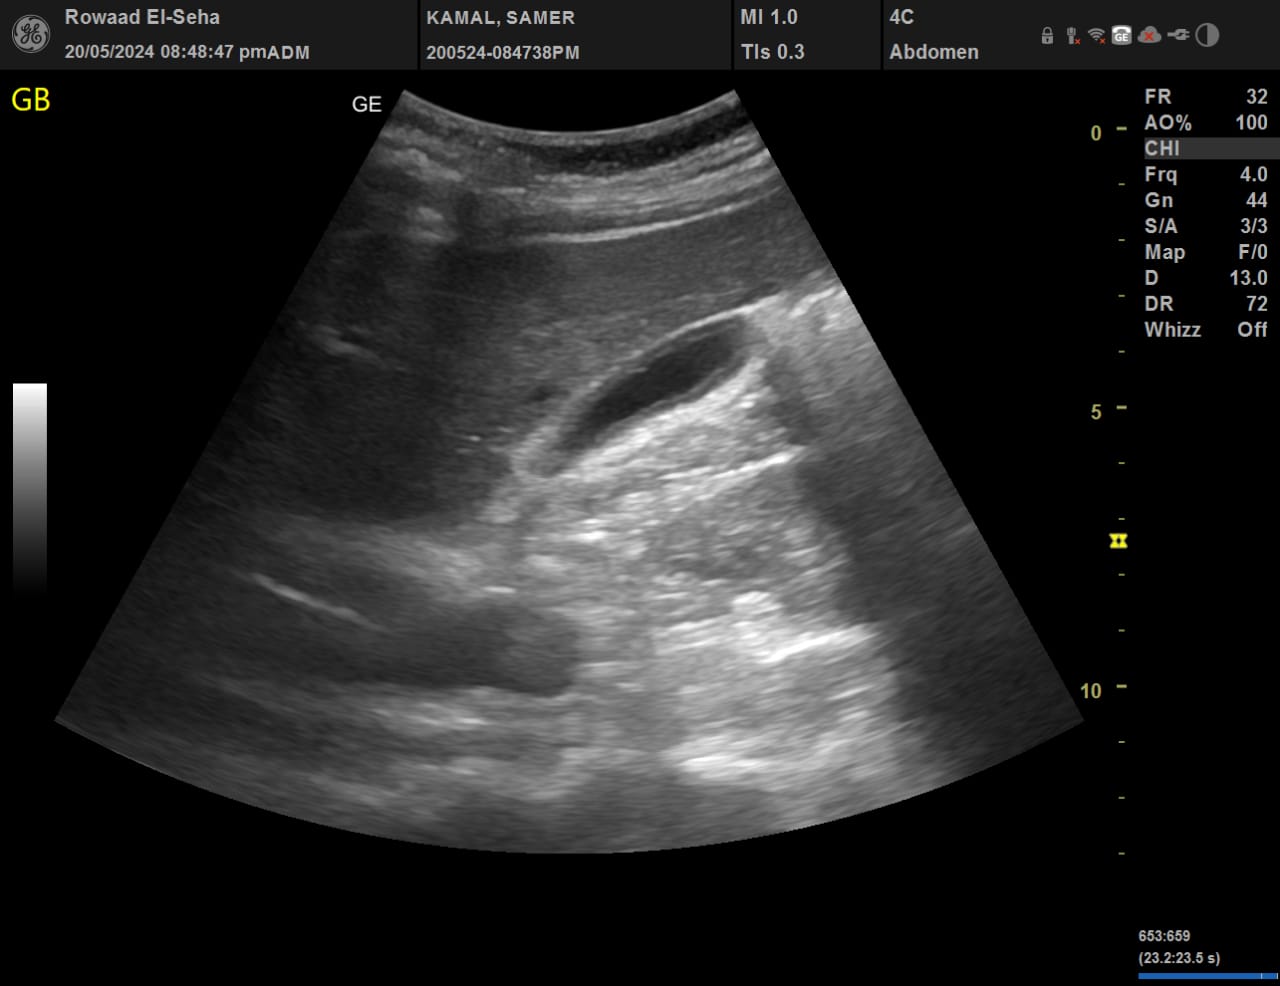 Rowaad El-Seha
20/05/2024 08:48:47 pmADM
KAMAL, SAMER
200524-084738PM
MI 1.0
TIs 0.3
4C
Abdomen
GE
GB
GE
FR 32
AO% 100
CHI
Frq 4.0
Gn 44
S/A 3/3
Map F/0
D 13.0
DR 72
Whizz Off
0
5
10
653:659
(23.2:23.5 s)